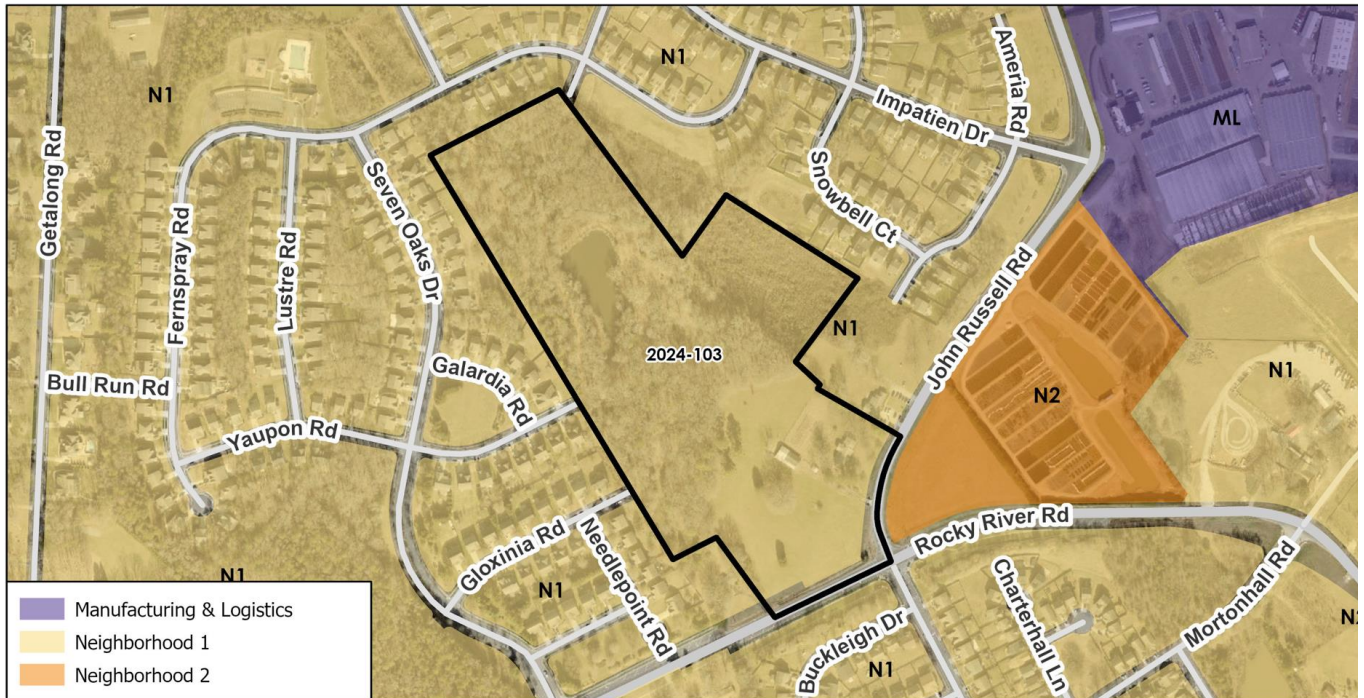 N1
N1
Ameria Rd
Impatien Dr
ML
Getalong Rd
Fernspray Rd
Lustre Rd
Seven Oaks Dr
Snowbell Ct
John Russell Rd
N1
2024-103
Bull Run Rd
Galardia Rd
N1
N2
Yaupon Rd
Gloxinia Rd
Needlepoint Rd
Rocky River Rd
N1
N1
Charterhall Ln
Mortonhall Rd
Buckleigh Dr
N1
Manufacturing & Logistics
Neighborhood 1
Neighborhood 2